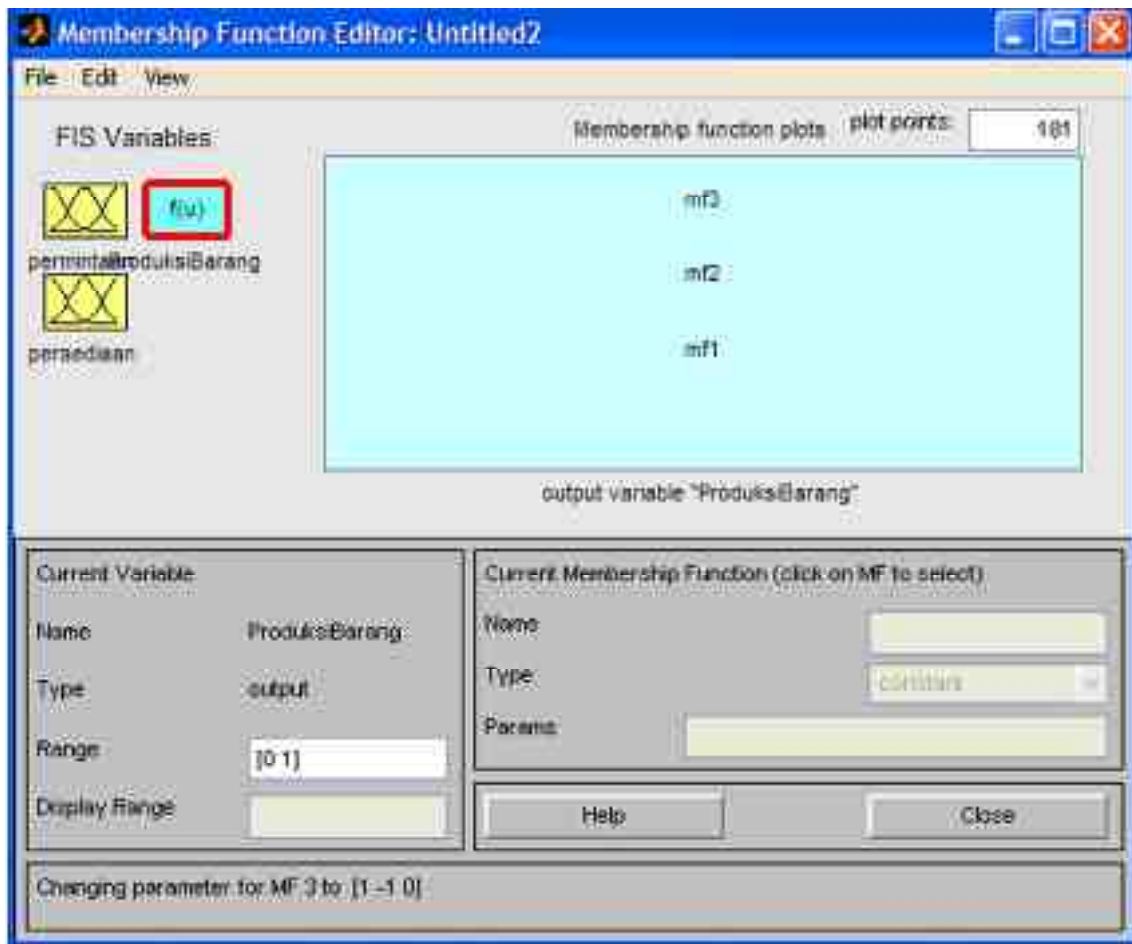 Membership Function Editor: Untitled2
File Edit View
FIS Variables
Membership function plots plot points:
181
f(u)
ProduksiBarang
persediaan
mf3
mf2
mf1
output variable "ProduksiBarang"
Current Variable
Name ProduksiBarang
Type output
Range [0 1]
Display Range
Current Membership Function (click on MF to select)
Name
Type constant
Params
Help Close
Changing parameter for MF 3 to [1 -1 0]